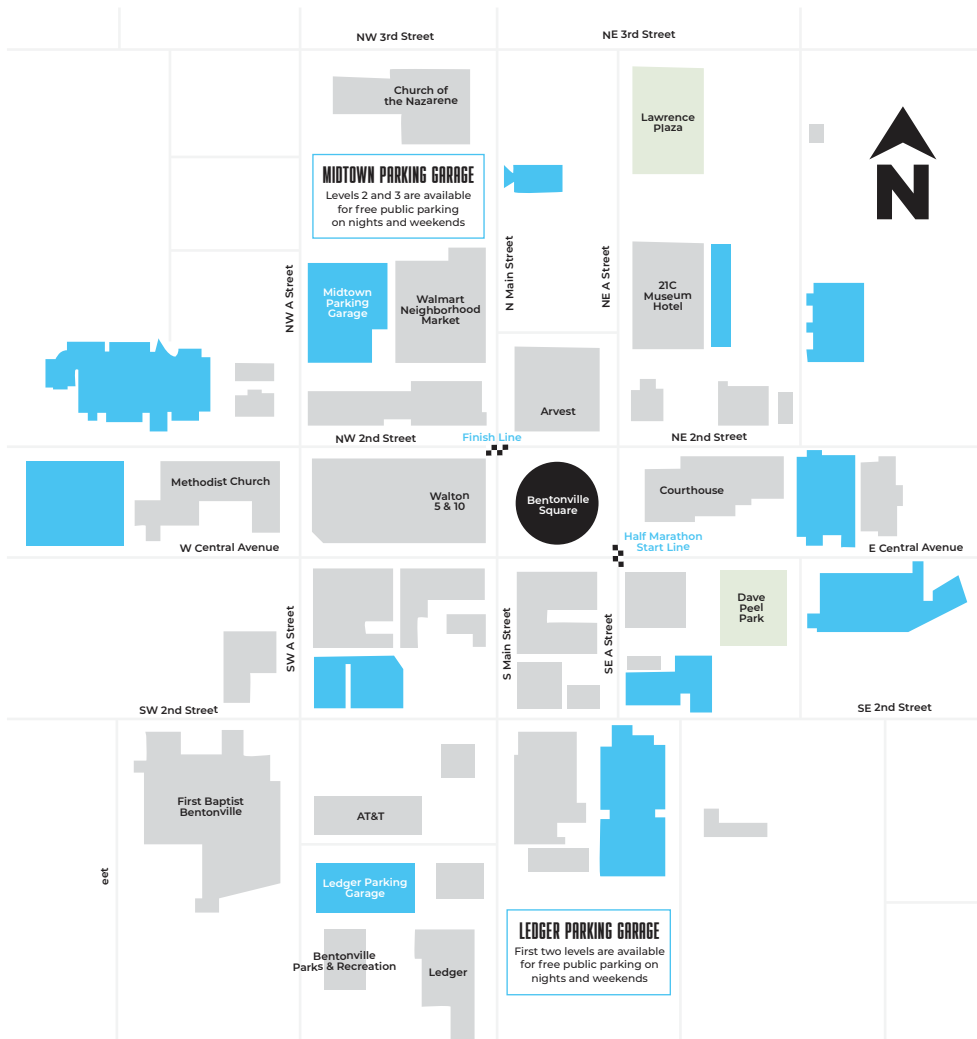 NW 3rd Street
NE 3rd Street
Church of
the Nazarene
Lawrence
Plaza
N
MIDTOWN PARKING GARAGE
Levels 2 and 3 are available
for free public parking
on nights and weekends
NW A Street
N Main Street
NE A Street
Midtown
Parking
Garage
Walmart
Neighborhood
Market
21C
Museum
Hotel
Arvest
NW 2nd Street
Finish Line
NE 2nd Street
Methodist Church
Walton
5 & 10
Bentonville
Square
Courthouse
Half Marathon
Start Line
W Central Avenue
E Central Avenue
Dave
Peel
Park
SW A Street
S Main Street
SE A Street
SW 2nd Street
SE 2nd Street
First Baptist
Bentonville
AT&T
eet
Ledger Parking
Garage
LEDGER PARKING GARAGE
First two levels are available
for free public parking on
nights and weekends
Bentonville
Parks & Recreation
Ledger